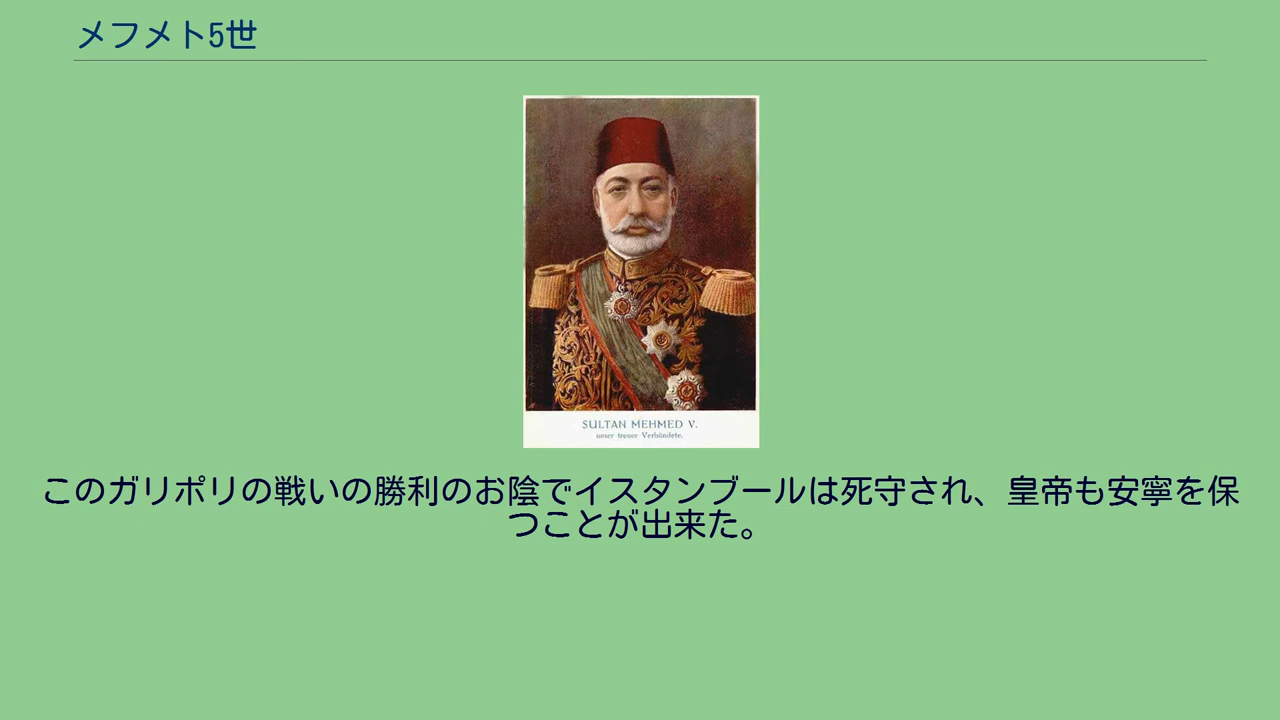 メフメト5世
SULTAN MEHMED V.
unser treuer Verbündete.
このガリポリの戦いの勝利のお陰でイスタンブールは死守され、皇帝も安寧を保
つことが出来た。